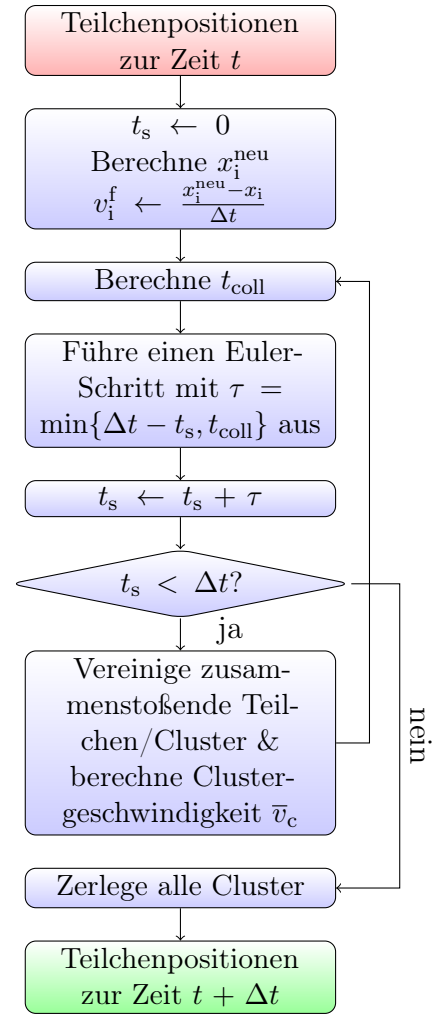 Teilchenpositionen
zur Zeit t
t_s ← 0
Berechne x_i^neu
v_i^f ← (x_i^neu − x_i)/Δt
Berechne t_coll
Führe einen Euler-
Schritt mit τ =
min{Δt − t_s, t_coll} aus
t_s ← t_s + τ
t_s < Δt?
ja
nein
Vereinige zusam-
menstoßende Teil-
chen/Cluster &
berechne Cluster-
geschwindigkeit v̅_c
Zerlege alle Cluster
Teilchenpositionen
zur Zeit t + Δt